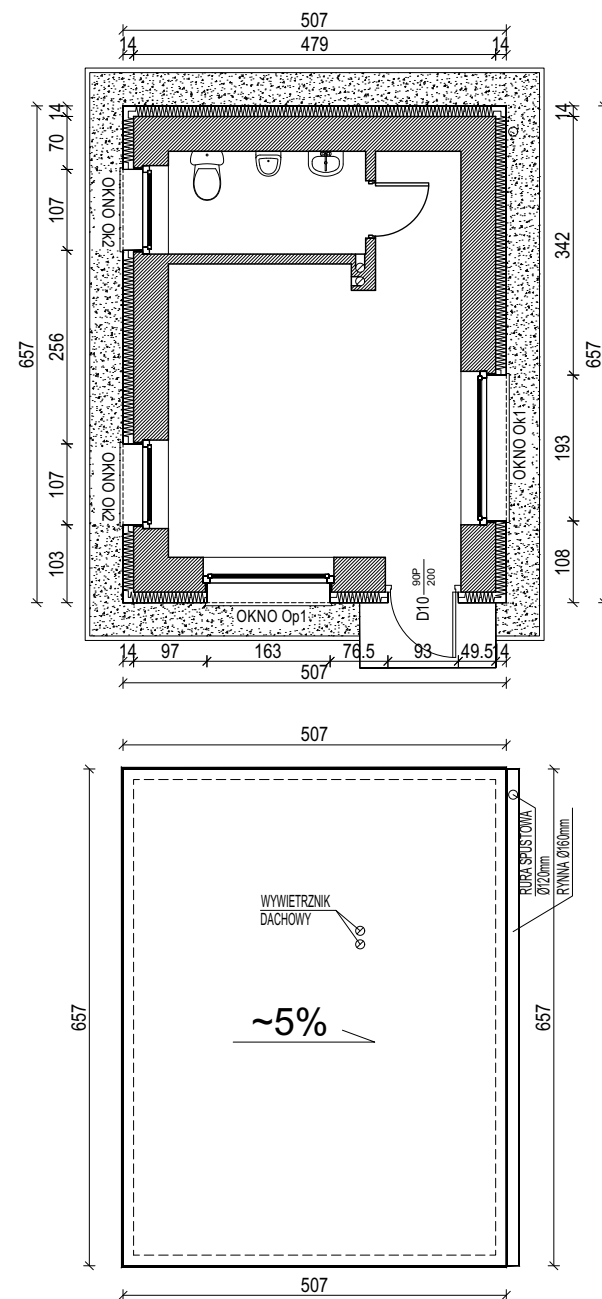 507
14 479 14
14
70
107
256
107
103
657
OKNO Ok2
OKNO Ok2
14
342
193
108
657
OKNO Ok1
OKNO Op1
D10 90P
200
14 97 163 76.5 93 49.5 14
507
507
657
657
WYWIETRZNIK
DACHOWY
~5%
RURA SPUSTOWA
Ø120mm
RYNNA Ø160mm
507